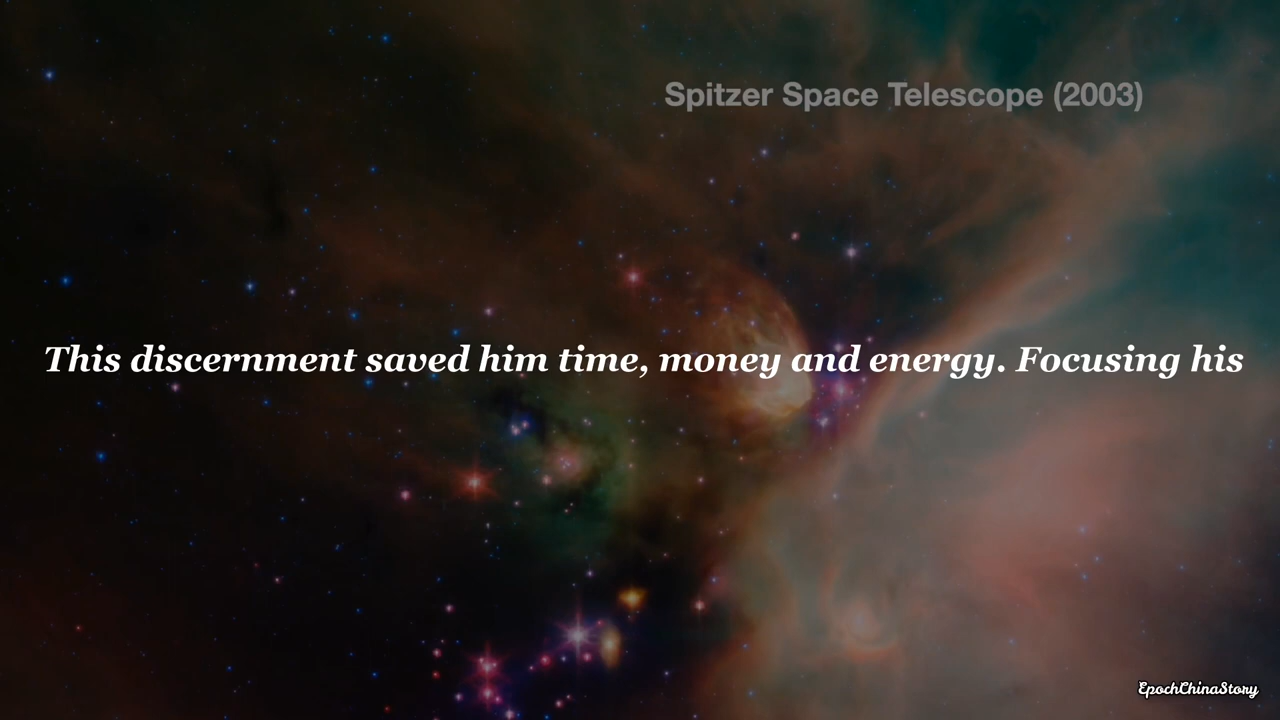 Spitzer Space Telescope (2003)
This discernment saved him time, money and energy. Focusing his
EpochChinaStory